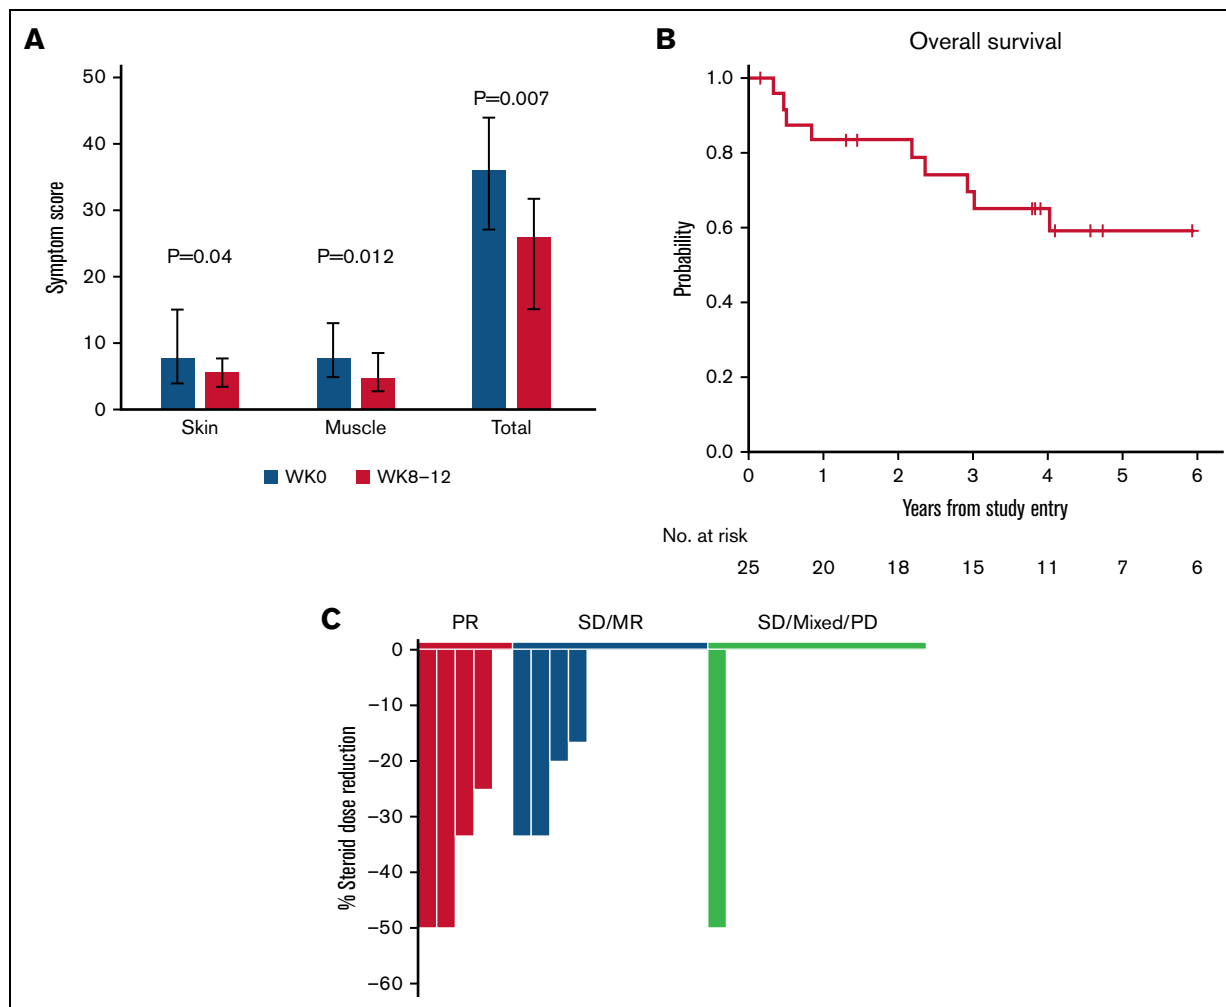 A
50
40
30
20
10
0
Symptom score
P=0.04
P=0.012
P=0.007
Skin Muscle Total
WK0 WK8–12
B
Overall survival
1.0
0.8
0.6
0.4
0.2
0.0
Probability
0 1 2 3 4 5 6
Years from study entry
No. at risk
25 20 18 15 11 7 6
C
PR SD/MR SD/Mixed/PD
0
−10
−20
−30
−40
−50
−60
% Steroid dose reduction